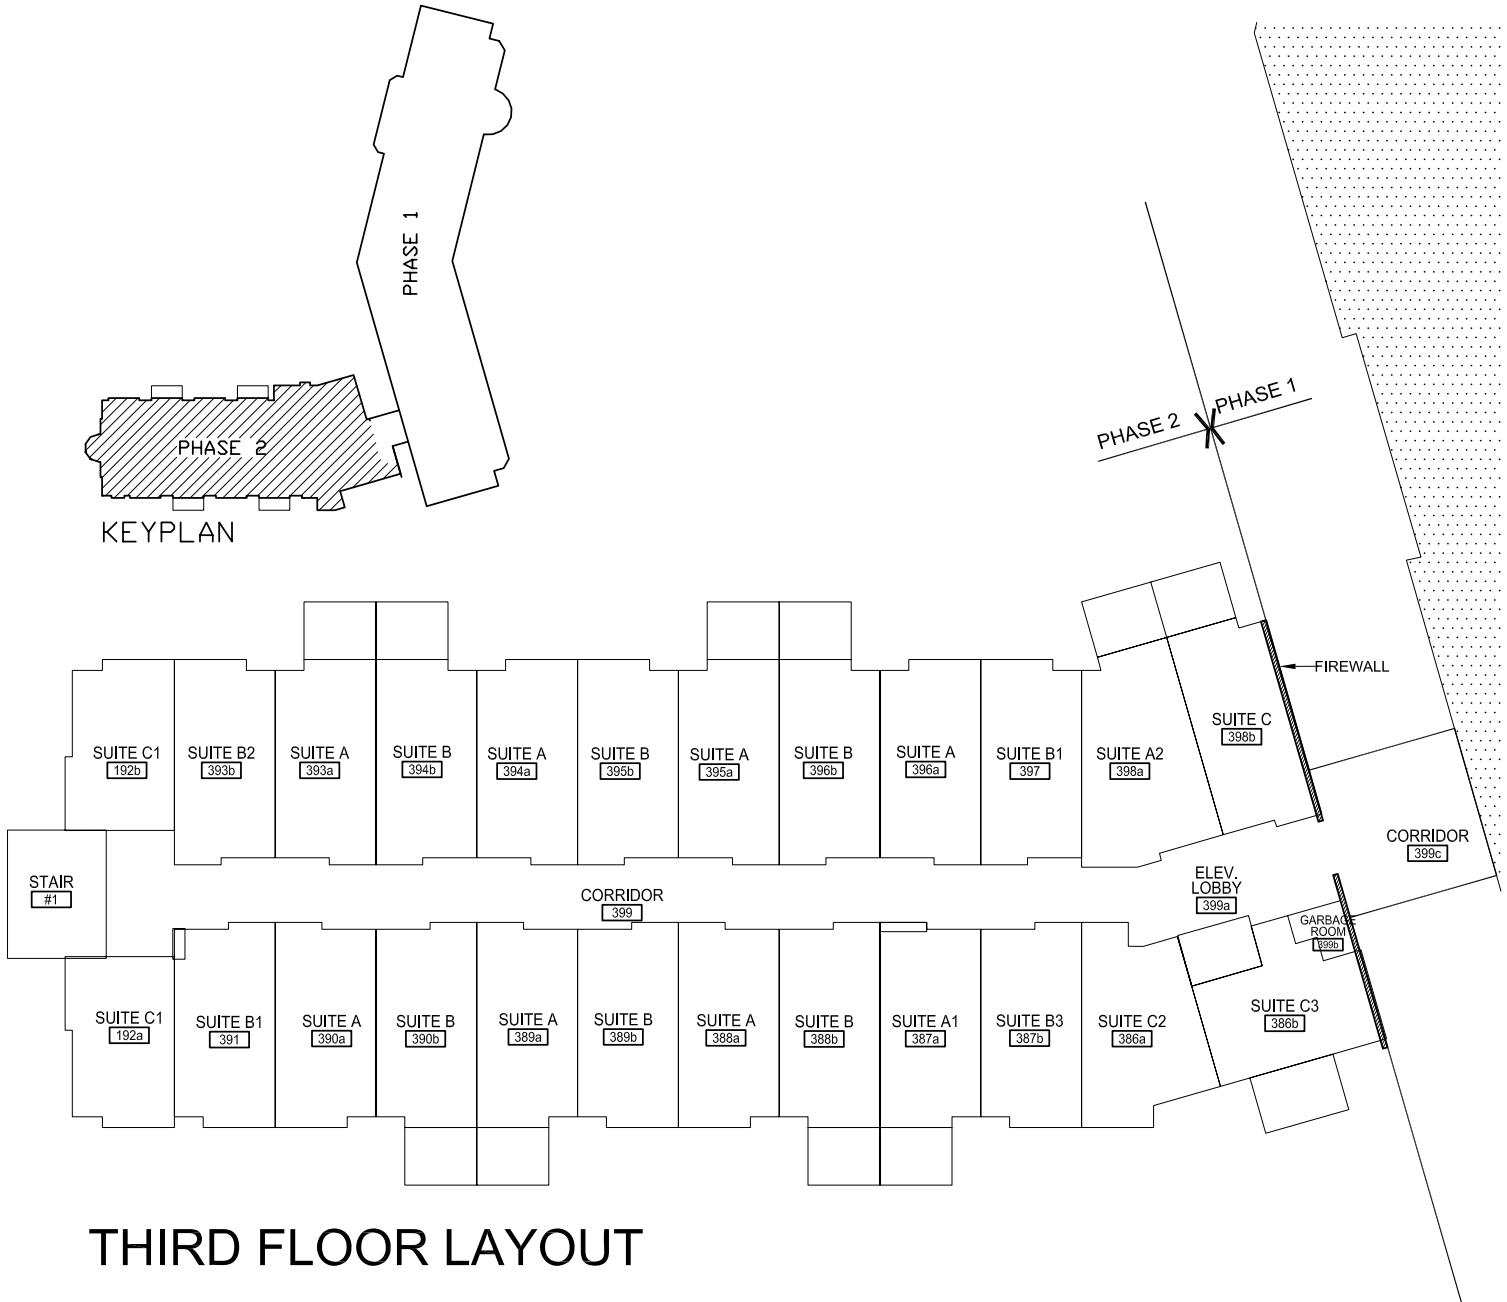 PHASE 1
PHASE 2
KEYPLAN
PHASE 2
PHASE 1
FIREWALL
SUITE C1
192b
SUITE B2
393b
SUITE A
393a
SUITE B
394b
SUITE A
394a
SUITE B
395b
SUITE A
395a
SUITE B
396b
SUITE A
396a
SUITE B1
397
SUITE A2
398a
SUITE C
398b
STAIR
#1
CORRIDOR
399
ELEV.
LOBBY
399a
CORRIDOR
399c
GARBAGE
ROOM
399b
SUITE C1
192a
SUITE B1
391
SUITE A
390a
SUITE B
390b
SUITE A
389a
SUITE B
389b
SUITE A
388a
SUITE B
388b
SUITE A1
387a
SUITE B3
387b
SUITE C2
386a
SUITE C3
386b
THIRD FLOOR LAYOUT